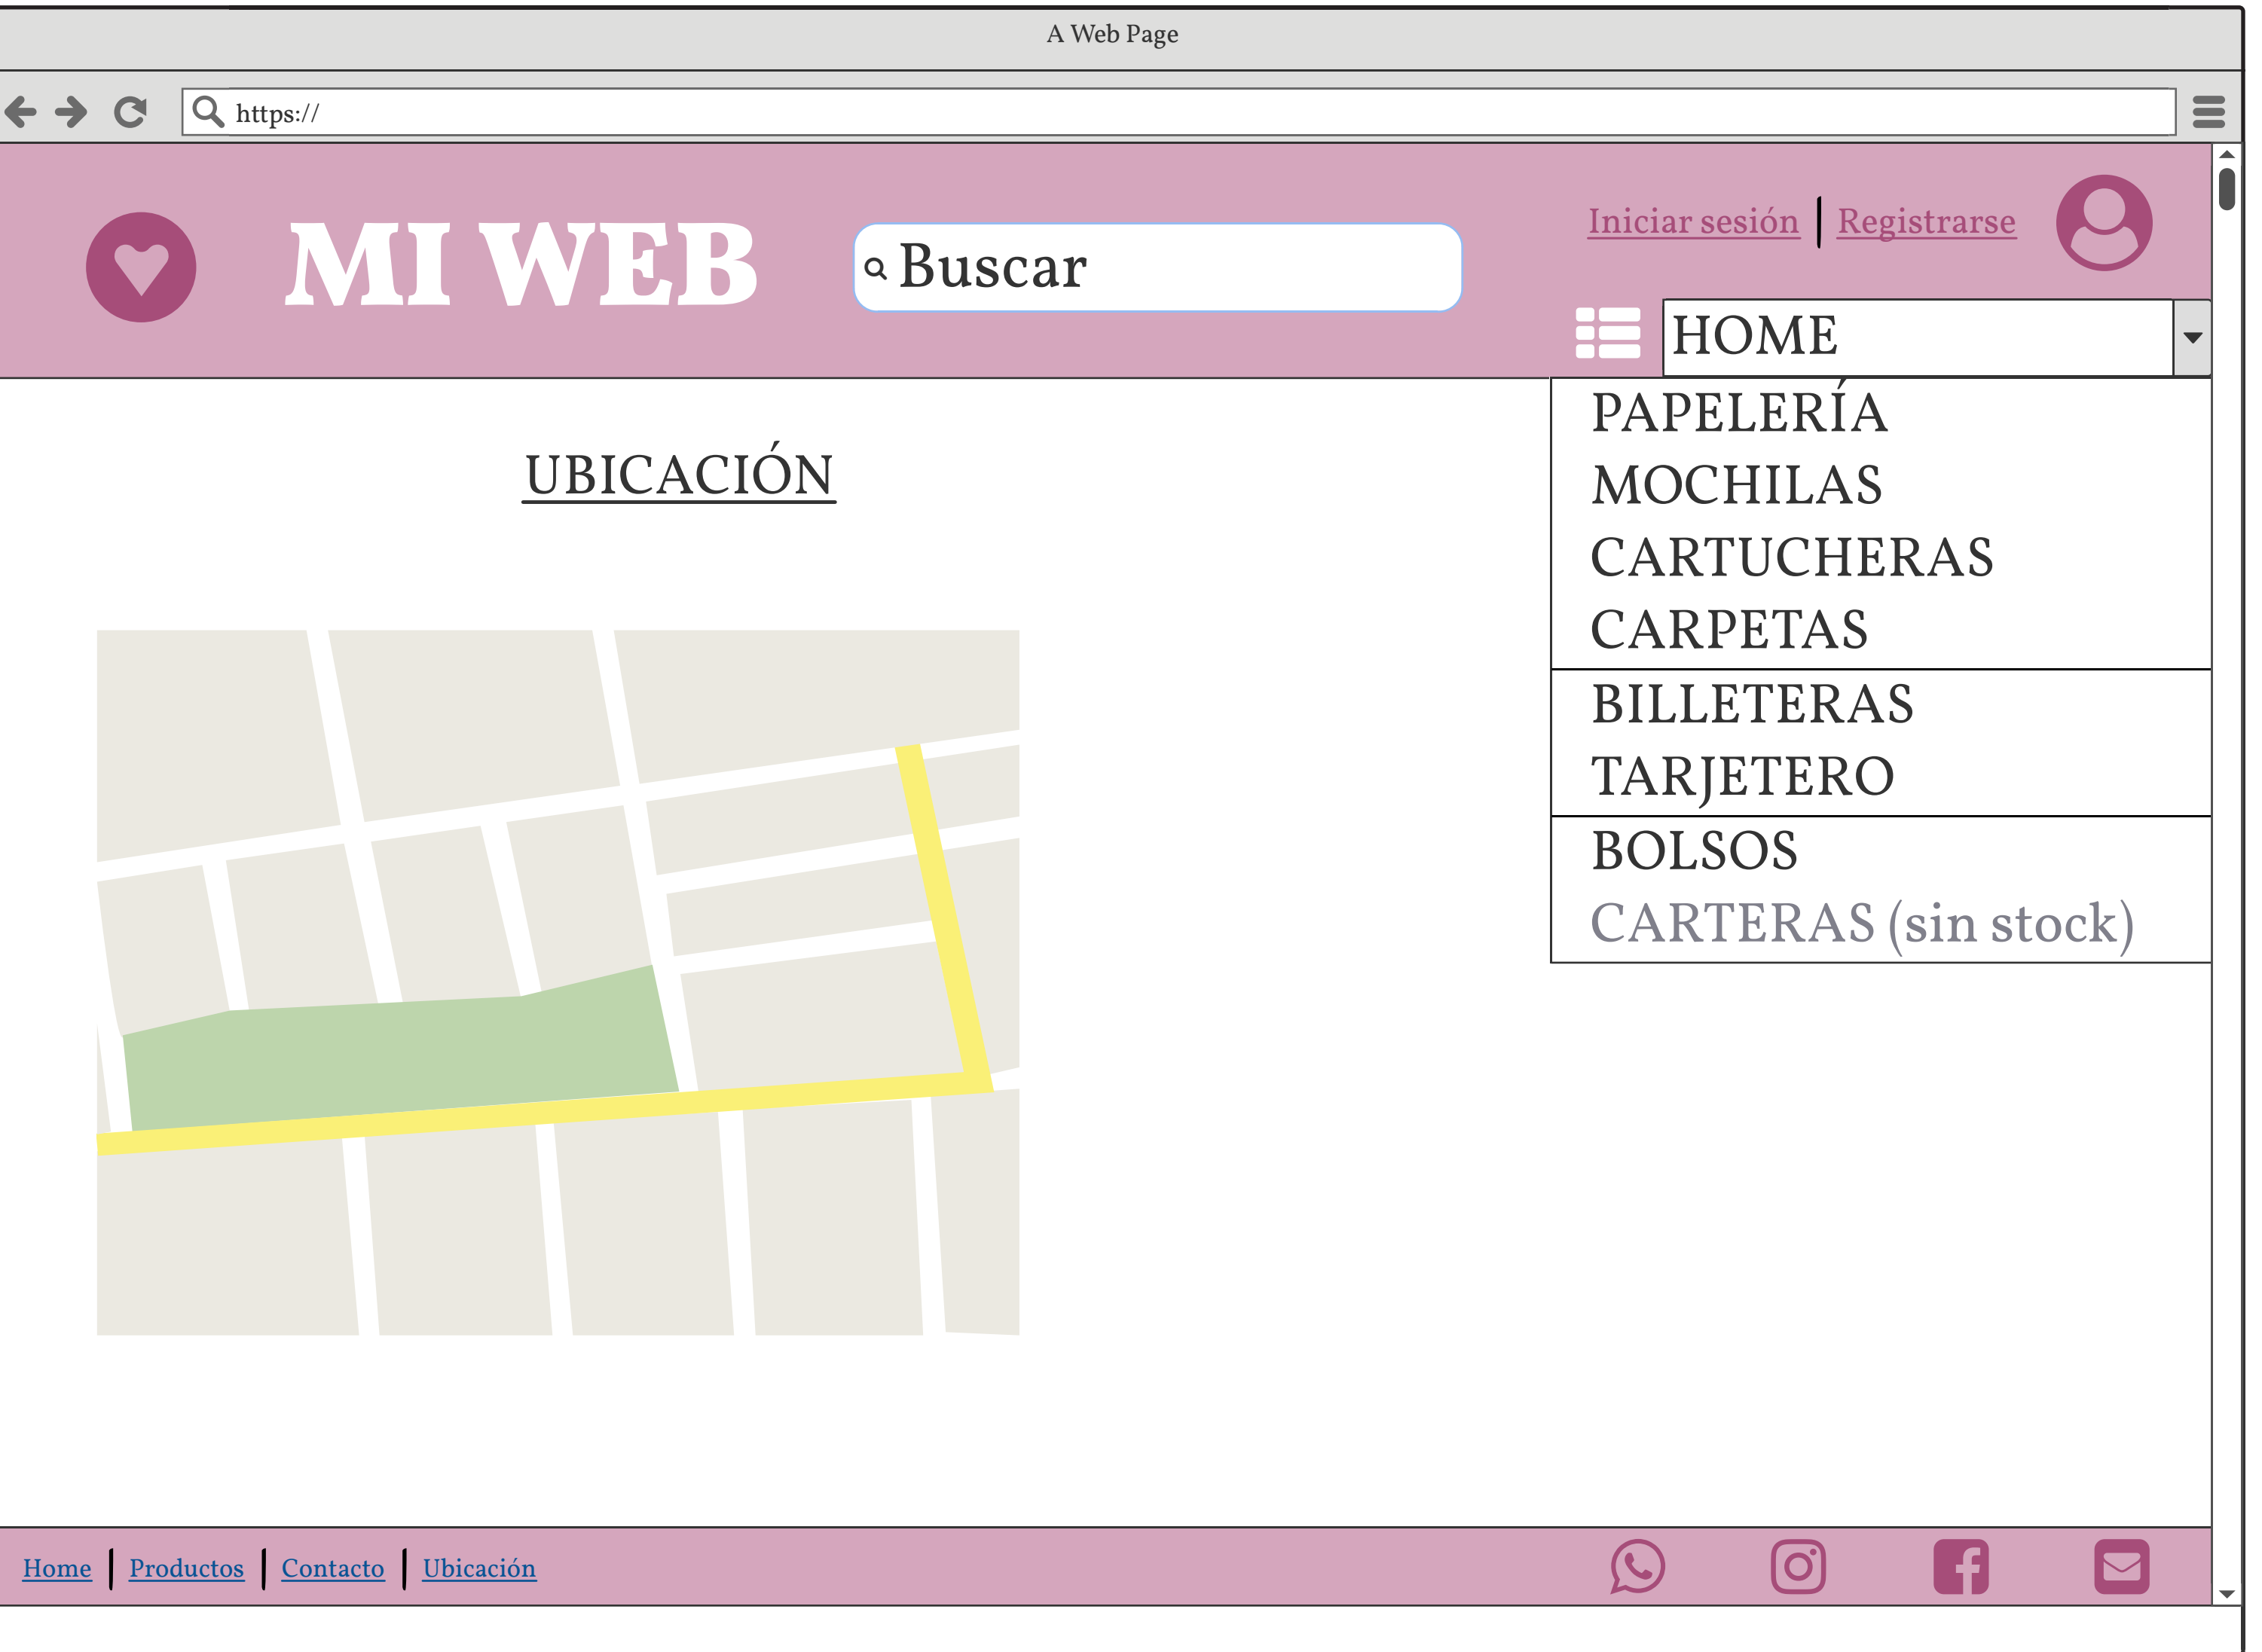 A Web Page
https://
MI WEB
Buscar
Iniciar sesión | Registrarse
HOME
PAPELERÍA
MOCHILAS
CARTUCHERAS
CARPETAS
BILLETERAS
TARJETERO
BOLSOS
CARTERAS (sin stock)
UBICACIÓN
Home | Productos | Contacto | Ubicación